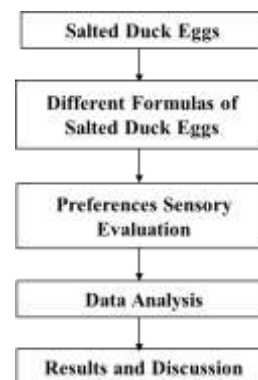 Salted Duck Eggs
Different Formulas of
Salted Duck Eggs
Preferences Sensory
Evaluation
Data Analysis
Results and Discussion